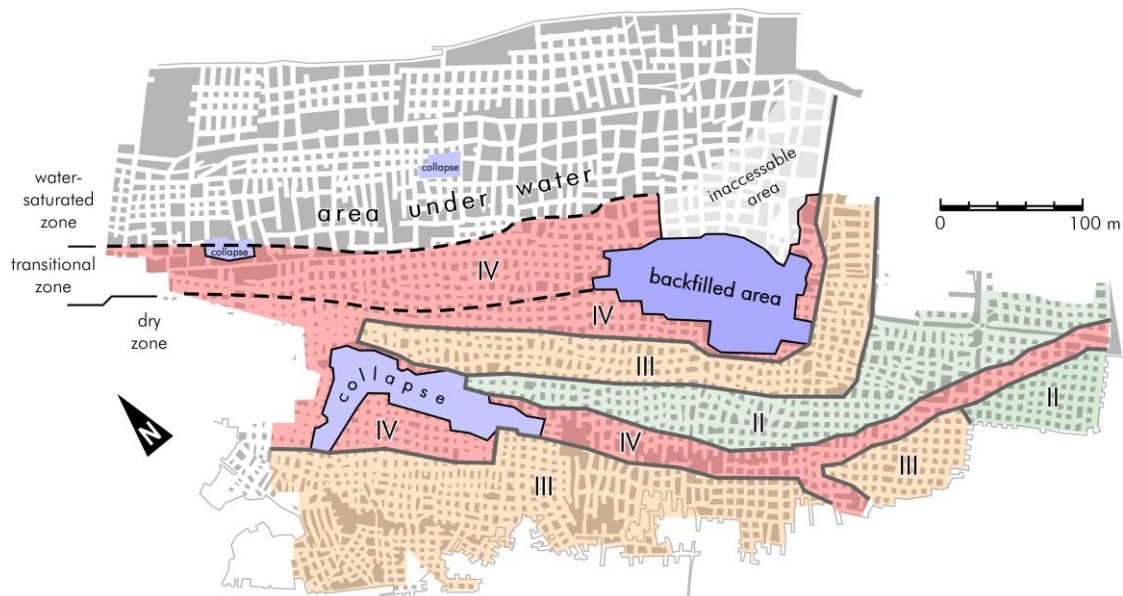 collapse
area under water
inaccessable
area
water-
saturated
zone
0
100 m
collapse
transitional
zone
IV
backfilled area
dry
zone
IV
III
collapse
II
II
IV
IV
III
III
N